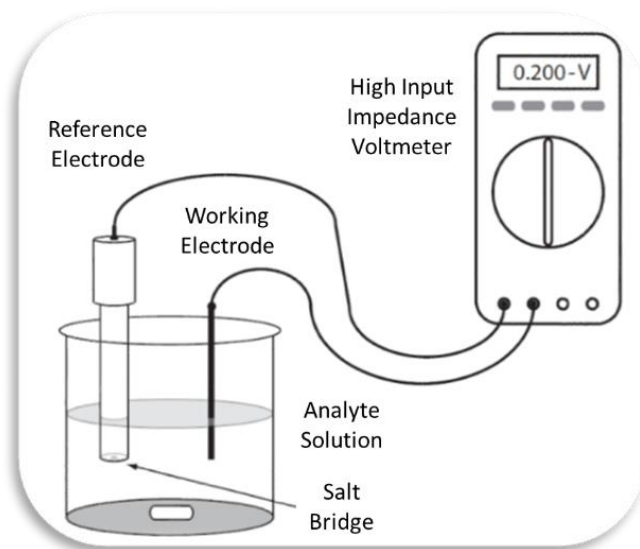 0.200-V
High Input
Impedance
Voltmeter
Reference
Electrode
Working
Electrode
Analyte
Solution
Salt
Bridge